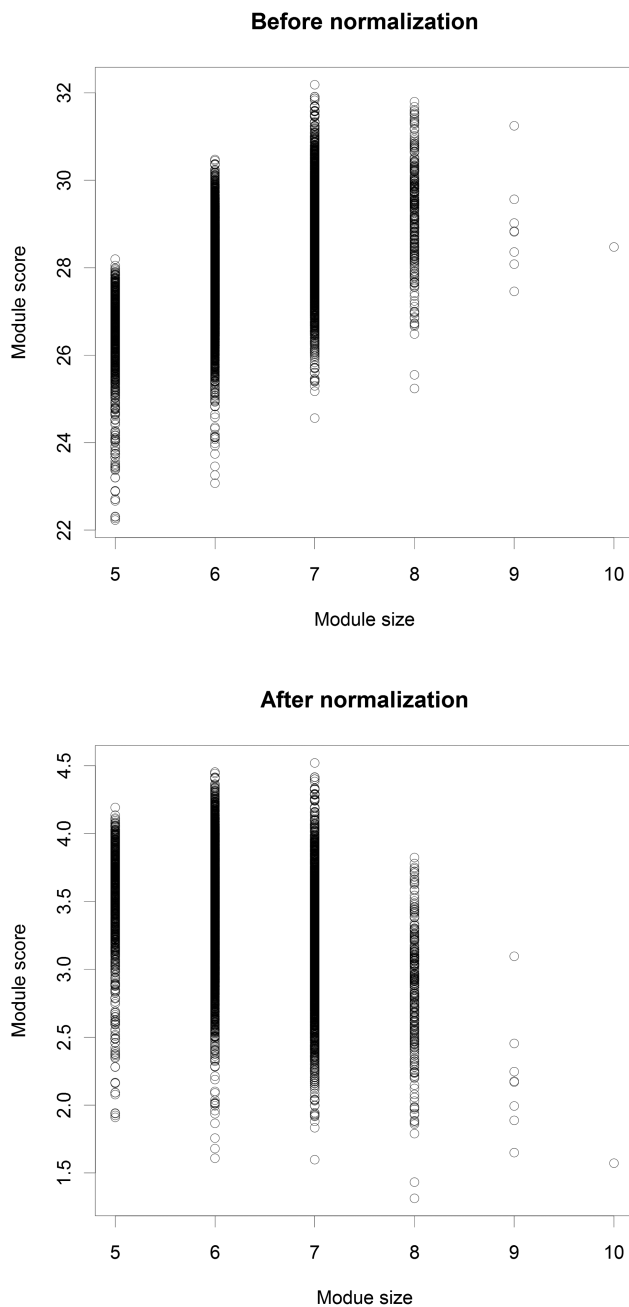 Before normalization
32
30
28
26
24
22
Module score
5 6 7 8 9 10
Module size
After normalization
4.5
4.0
3.5
3.0
2.5
2.0
1.5
Module score
5 6 7 8 9 10
Modue size